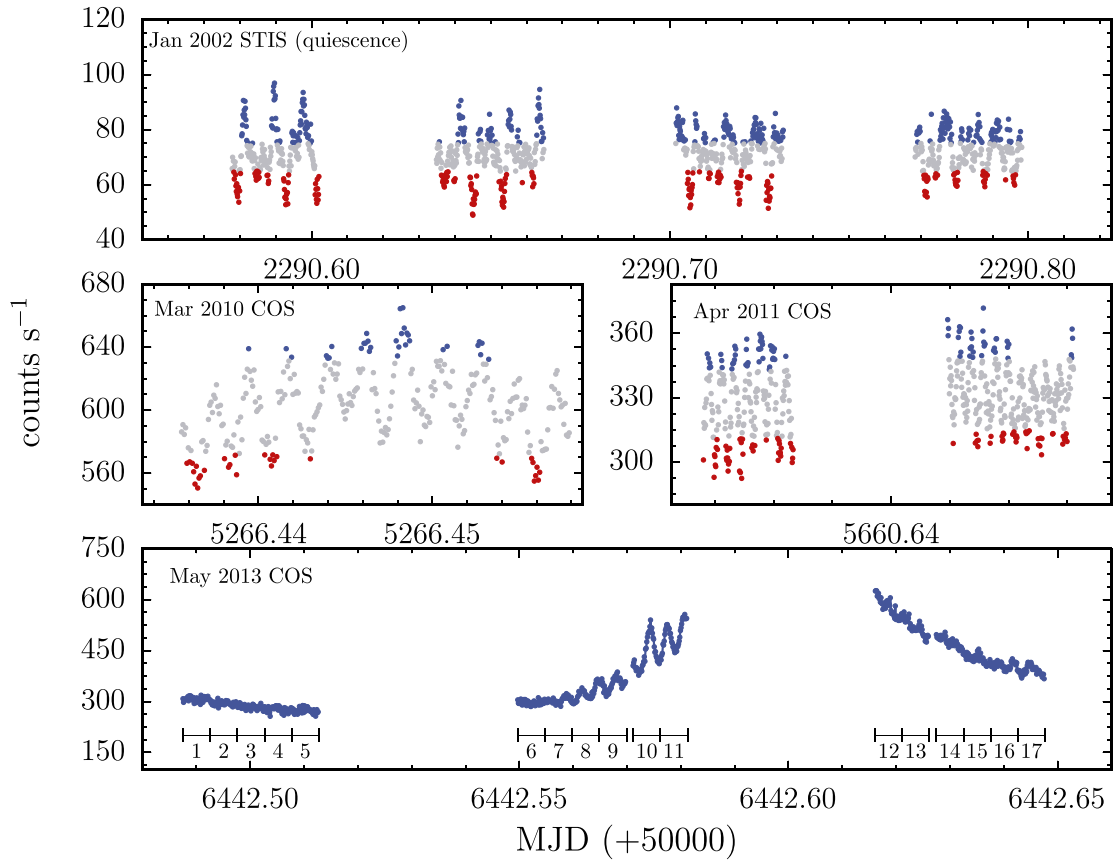 120
100
80
60
40
Jan 2002 STIS (quiescence)
2290.60 2290.70 2290.80
counts s⁻¹
680
640
600
560
Mar 2010 COS
5266.44 5266.45
360
330
300
Apr 2011 COS
5660.64
750
600
450
300
150
May 2013 COS
1 2 3 4 5 6 7 8 9 10 11 12 13 14 15 16 17
6442.50 6442.55 6442.60 6442.65
MJD (+50000)